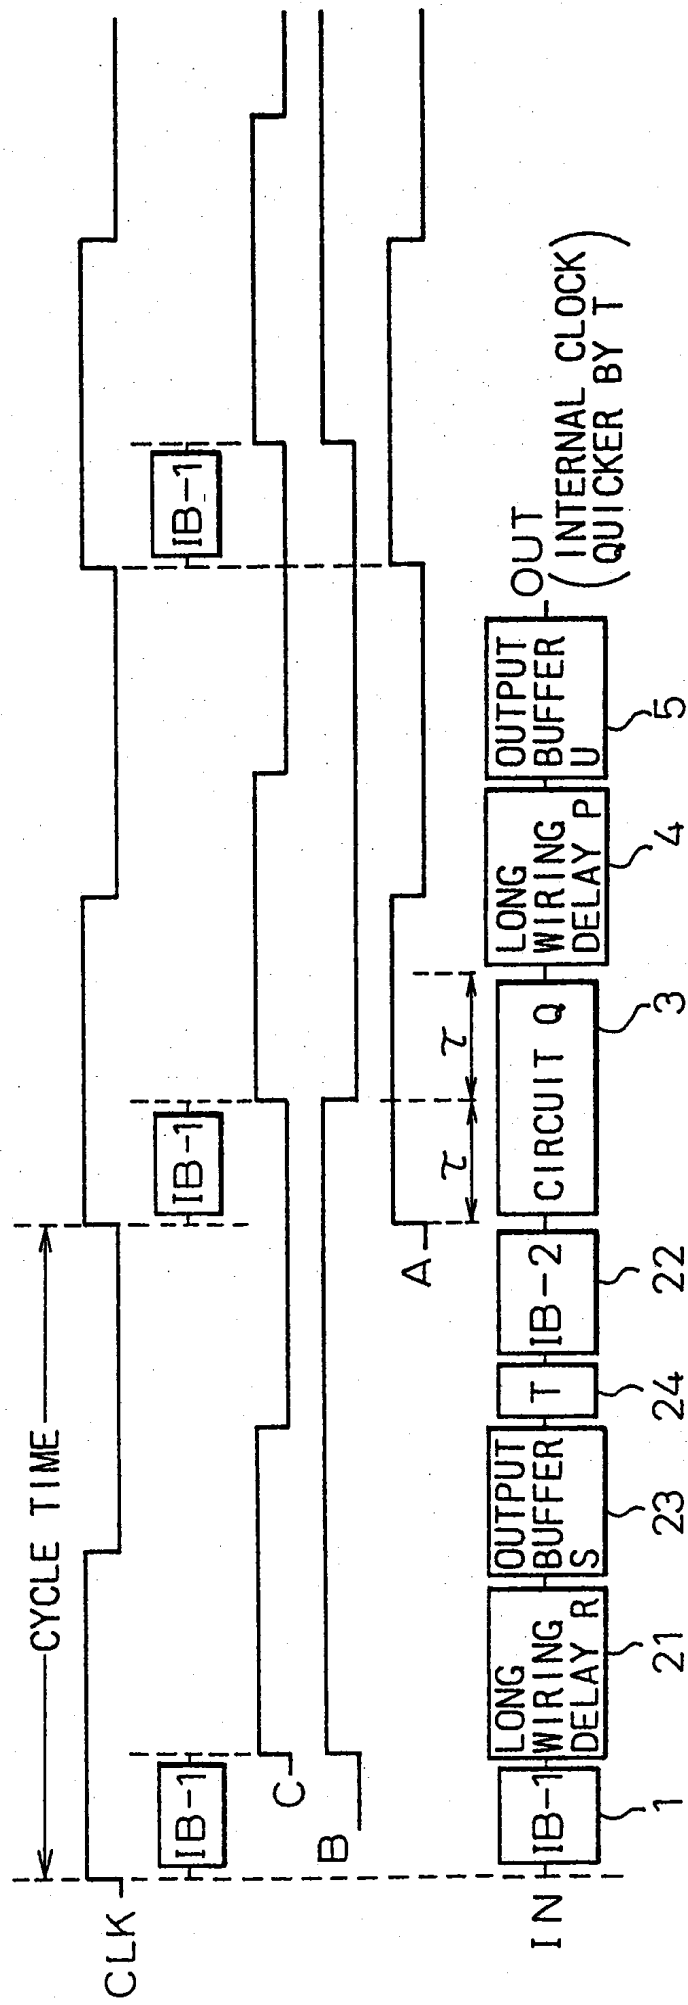 CLK
CYCLE TIME
IB-1
IB-1
IB-1
C
B
A
τ
τ
IN
IB-1
LONG
WIRING
DELAY R
OUTPUT
BUFFER
S
T
IB-2
CIRCUIT Q
LONG
WIRING
DELAY P
OUTPUT
BUFFER
U
OUT
(INTERNAL CLOCK
QUICKER BY T)
1
21
23
24
22
3
4
5